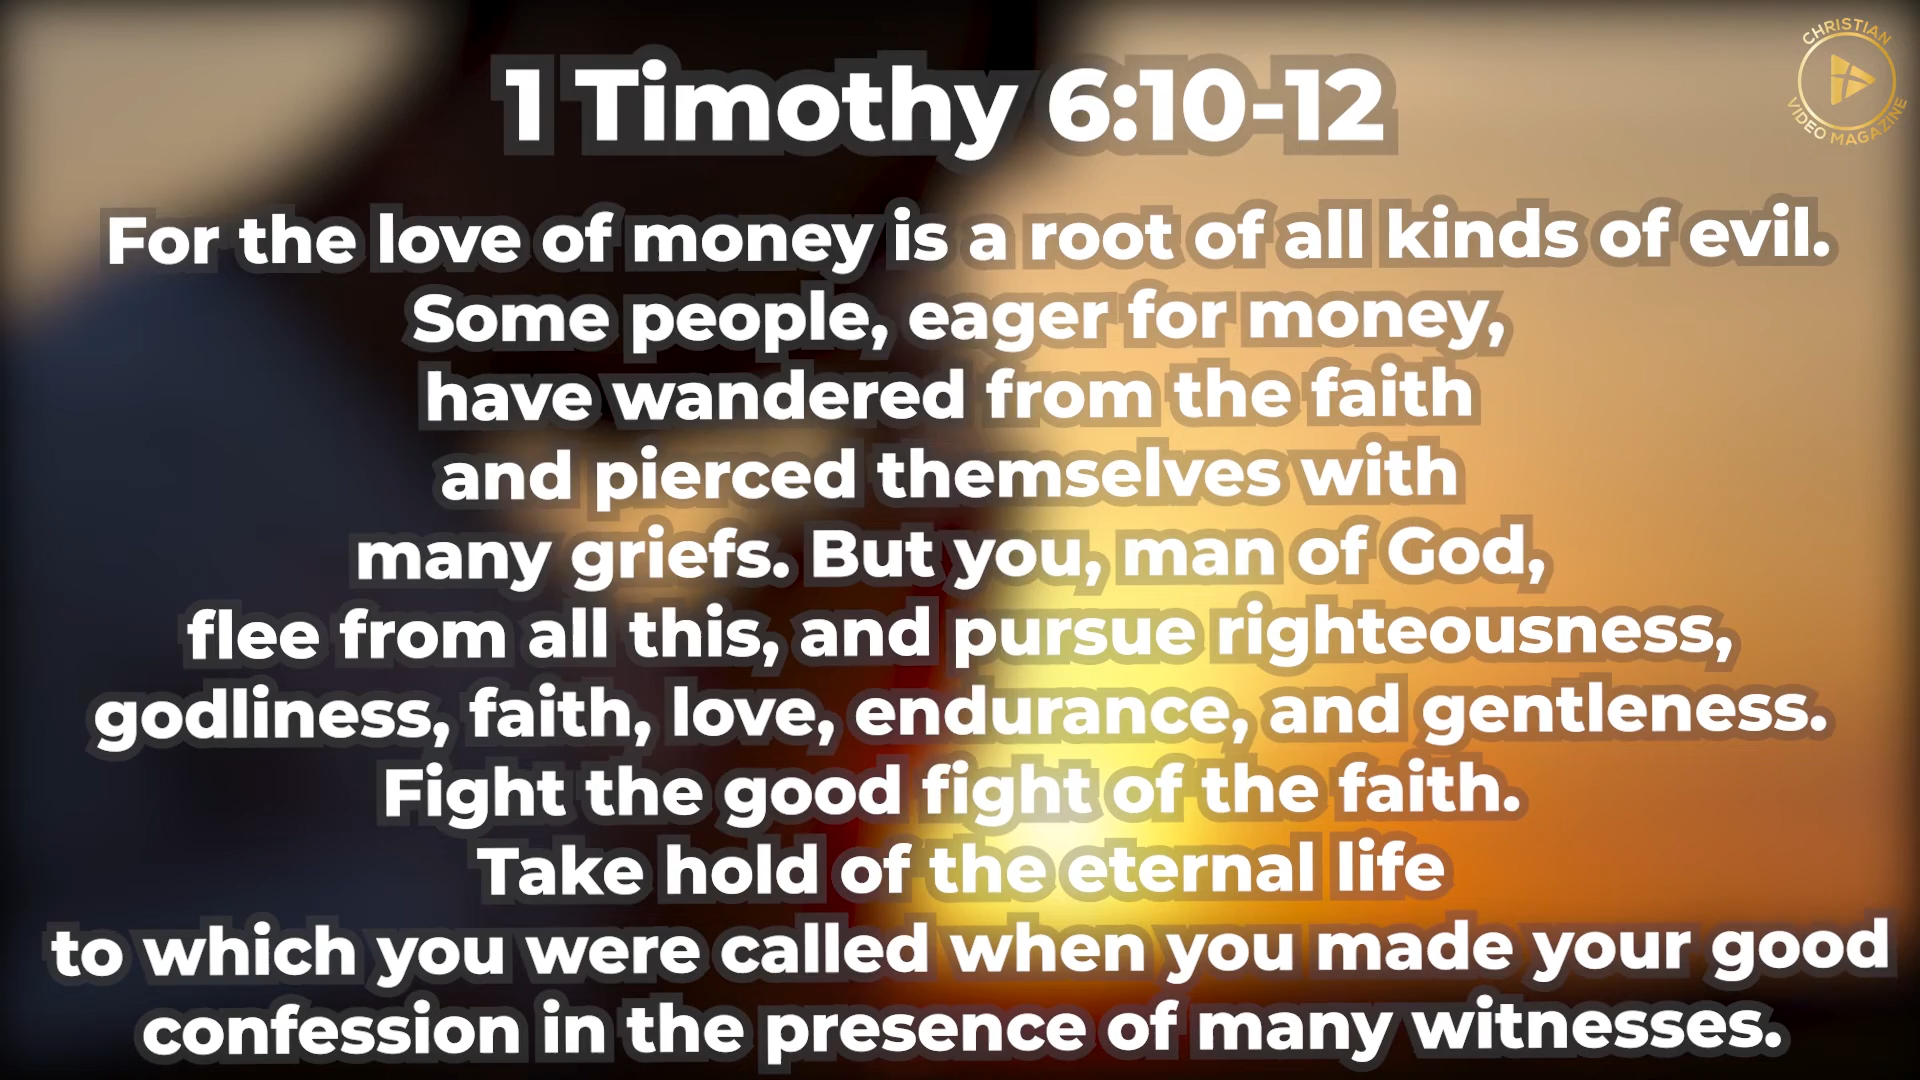 CHRISTIAN
VIDEO MAGAZINE
1 Timothy 6:10-12
For the love of money is a root of all kinds of evil.
Some people, eager for money,
have wandered from the faith
and pierced themselves with
many griefs. But you, man of God,
flee from all this, and pursue righteousness,
godliness, faith, love, endurance, and gentleness.
Fight the good fight of the faith.
Take hold of the eternal life
to which you were called when you made your good
confession in the presence of many witnesses.